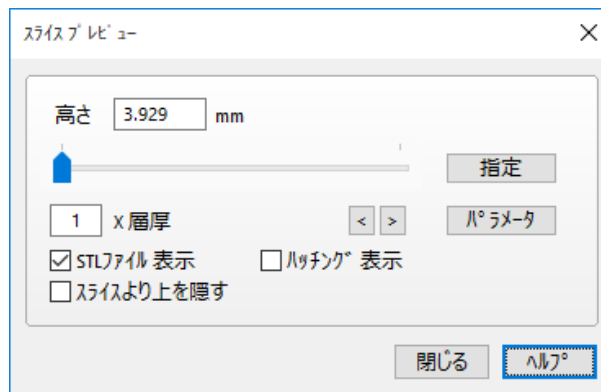 ｽﾗｲｽ ﾌﾟﾚﾋﾞｭｰ
高さ 3.929 mm
指定
1 X 層厚 < > ﾊﾟﾗﾒｰﾀ
STLﾌｧｲﾙ 表示 ﾊｯﾁﾝｸﾞ 表示
ｽﾗｲｽより上を隠す
閉じる ﾍﾙﾌﾟ